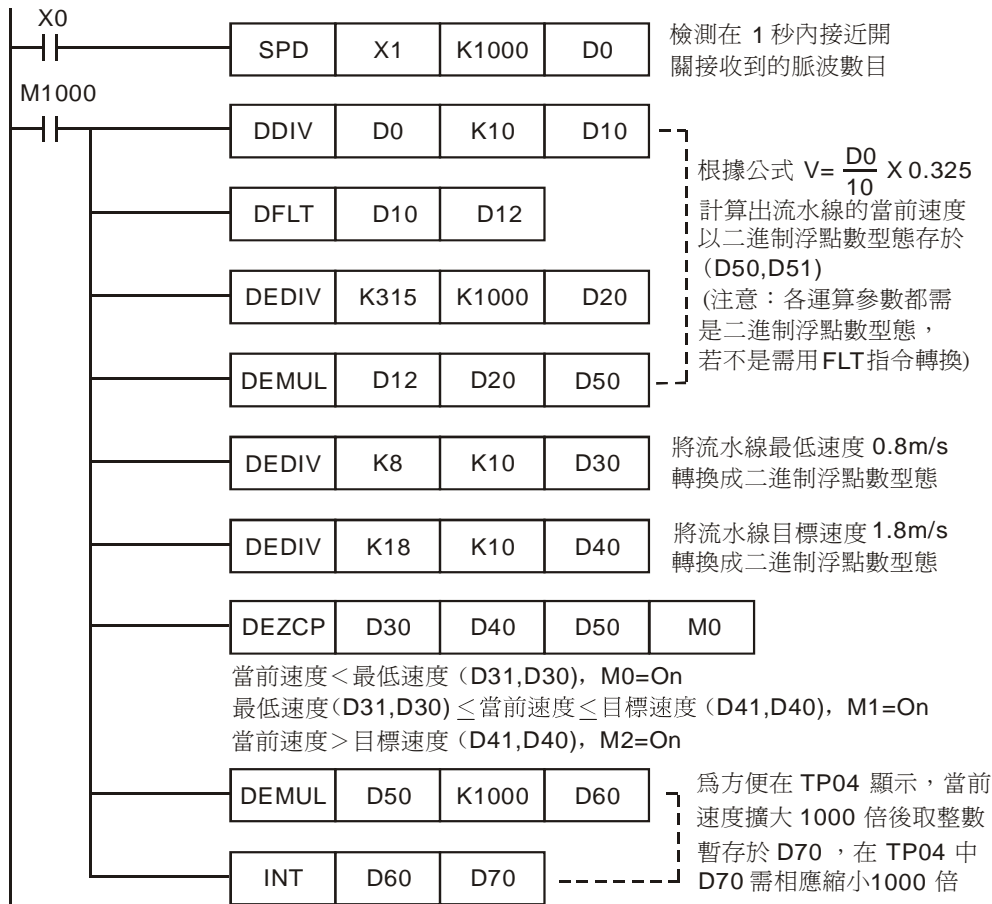 X0
SPD X1 K1000 D0
檢測在 1 秒內接近開
關接收到的脈波數目
M1000
DDIV D0 K10 D10
DFLT D10 D12
DEDIV K315 K1000 D20
DEMUL D12 D20 D50
根據公式 V= D0/10 X 0.325
計算出流水線的當前速度
以二進制浮點數型態存於
（D50,D51)
(注意：各運算參數都需
是二進制浮點數型態，
若不是需用FLT指令轉換)
DEDIV K8 K10 D30
將流水線最低速度 0.8m/s
轉換成二進制浮點數型態
DEDIV K18 K10 D40
將流水線目標速度 1.8m/s
轉換成二進制浮點數型態
DEZCP D30 D40 D50 M0
當前速度＜最低速度（D31,D30)，M0=On
最低速度(D31,D30) ≤當前速度≤目標速度（D41,D40)，M1=On
當前速度＞目標速度（D41,D40)，M2=On
DEMUL D50 K1000 D60
INT D60 D70
爲方便在 TP04 顯示，當前
速度擴大 1000 倍後取整數
暫存於 D70 ，在 TP04 中
D70 需相應縮小1000 倍